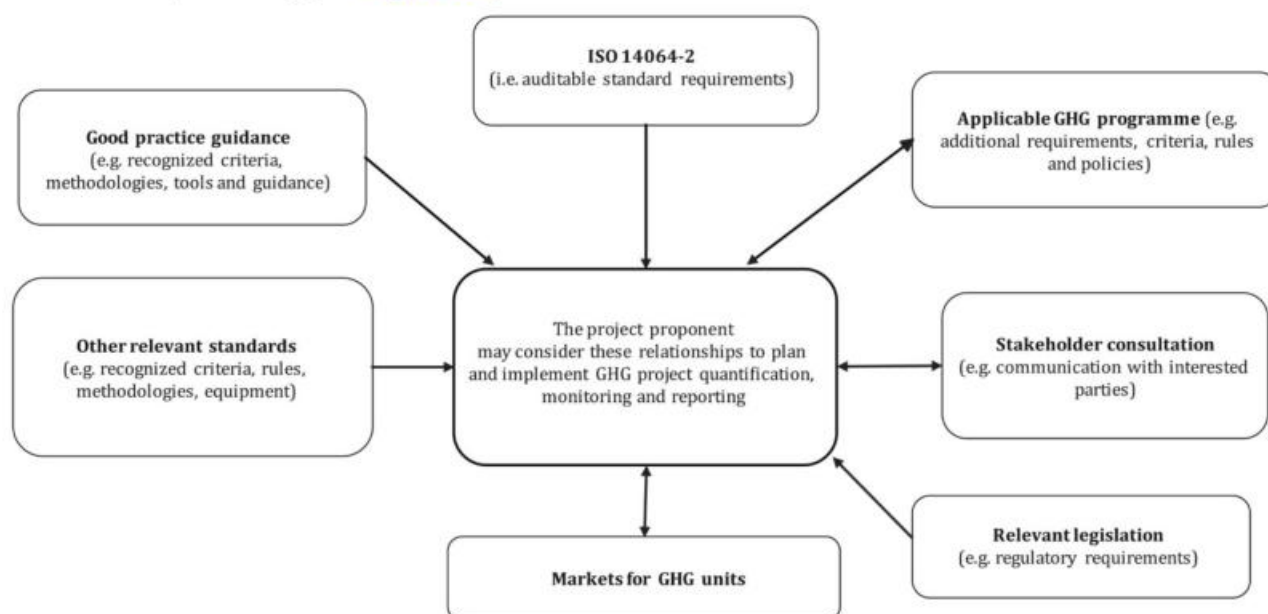 ISO 14064-2
(i.e. auditable standard requirements)
Good practice guidance
(e.g. recognized criteria,
methodologies, tools and guidance)
Applicable GHG programme (e.g.
additional requirements, criteria, rules
and policies)
Other relevant standards
(e.g. recognized criteria, rules,
methodologies, equipment)
The project proponent
may consider these relationships to plan
and implement GHG project quantification,
monitoring and reporting
Stakeholder consultation
(e.g. communication with interested
parties)
Relevant legislation
(e.g. regulatory requirements)
Markets for GHG units